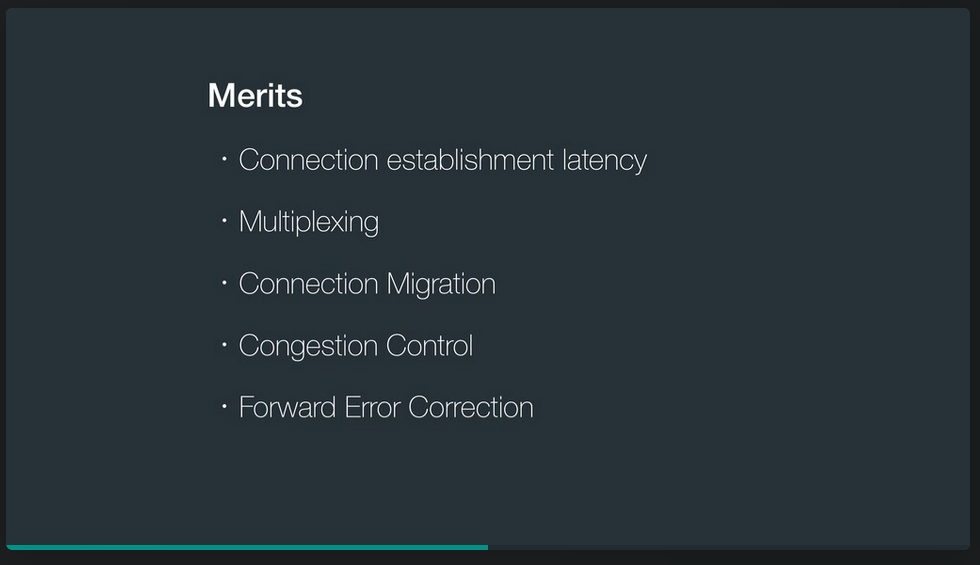 Merits
· Connection establishment latency
· Multiplexing
· Connection Migration
· Congestion Control
· Forward Error Correction